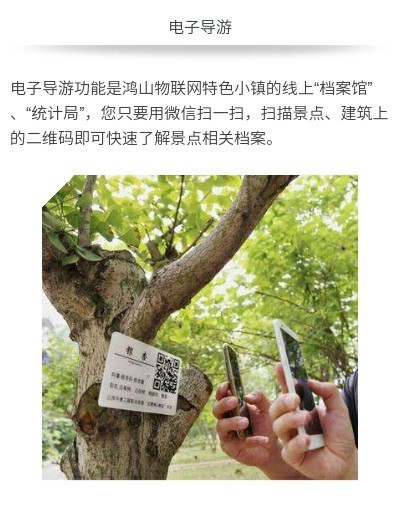 电子导游
电子导游功能是鸿山物联网特色小镇的线上“档案馆”
、“统计局”，您只要用微信扫一扫，扫描景点、建筑上
的二维码即可快速了解景点相关档案。
银杏